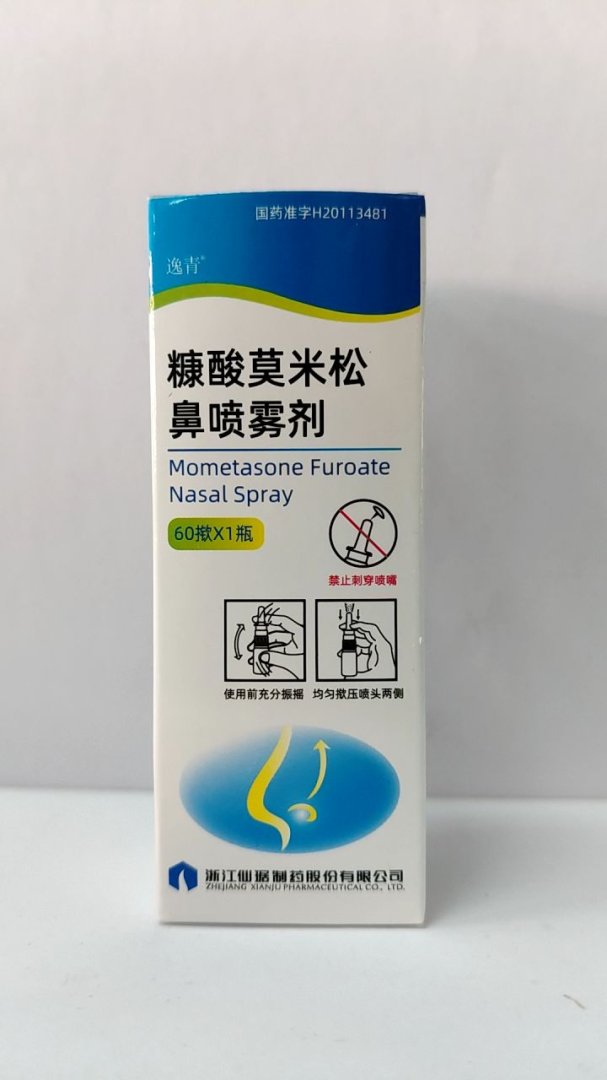 国药准字H20113481
逸青®
糠酸莫米松
鼻喷雾剂
Mometasone Furoate
Nasal Spray
60揿X1瓶
禁止刺穿喷嘴
使用前充分振摇 均匀揿压喷头两侧
浙江仙琚制药股份有限公司
ZHEJIANG XIANJU PHARMACEUTICAL CO., LTD.